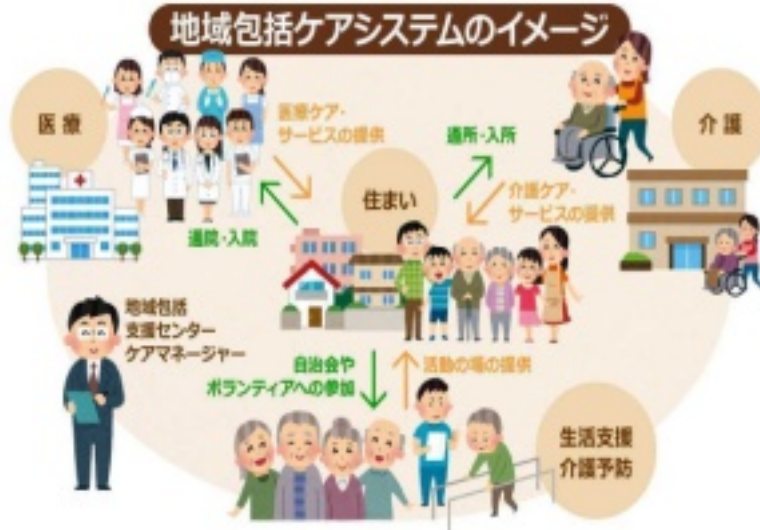 地域包括ケアシステムのイメージ
医療
医療ケア・
サービスの提供
通所・入所
介護
住まい
介護ケア・
サービスの提供
通院・入院
地域包括
支援センター
ケアマネージャー
自治会や
ボランティアへの参加
活動の場の提供
生活支援
介護予防